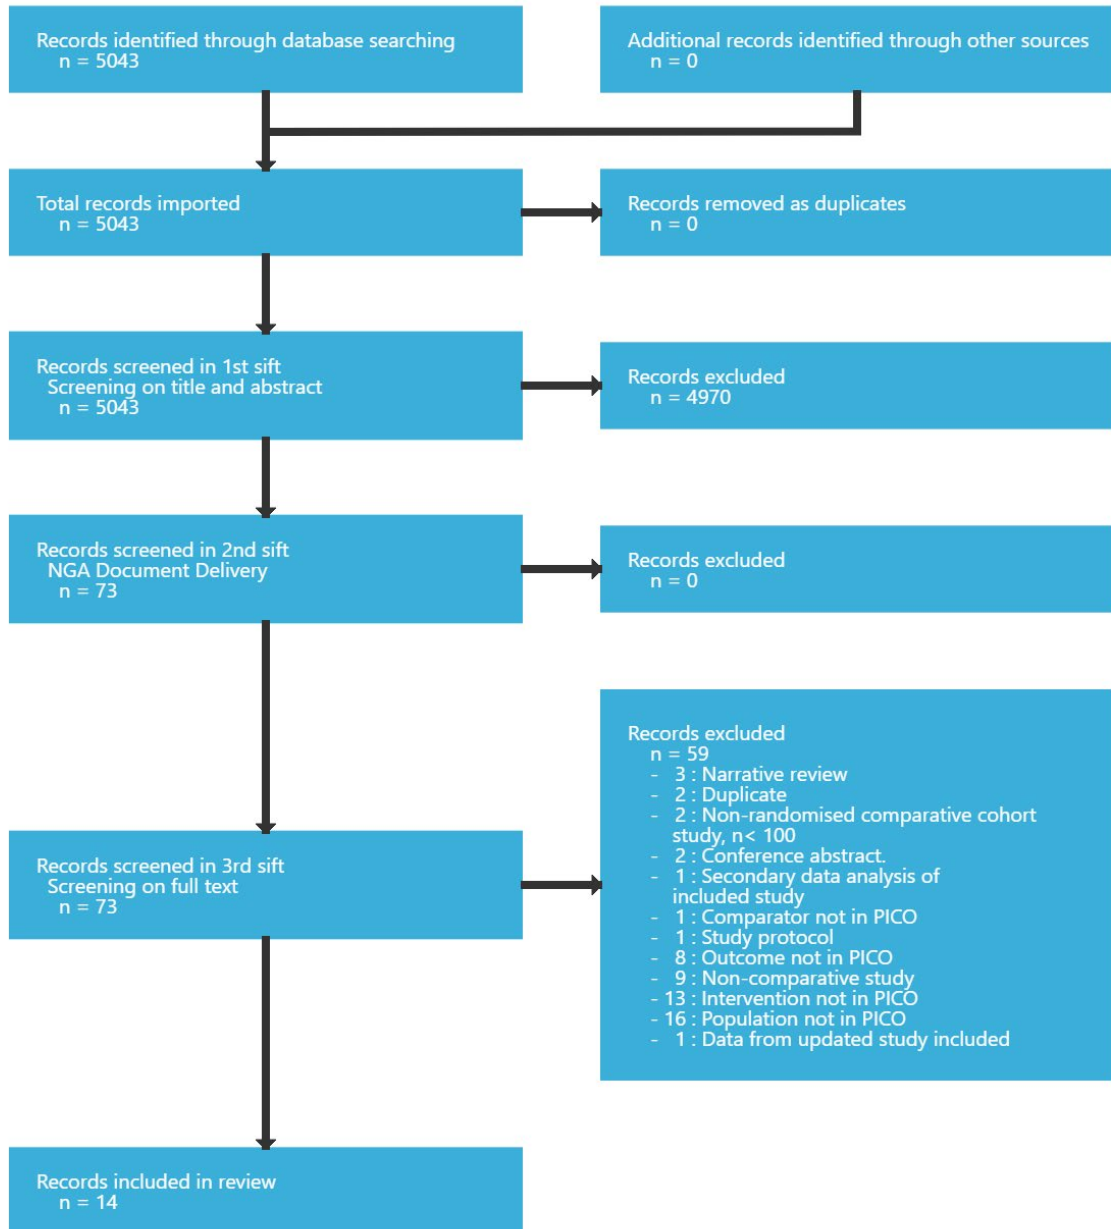 Records identified through database searching
n = 5043
Additional records identified through other sources
n = 0
Total records imported
n = 5043
Records removed as duplicates
n = 0
Records screened in 1st sift
Screening on title and abstract
n = 5043
Records excluded
n = 4970
Records screened in 2nd sift
NGA Document Delivery
n = 73
Records excluded
n = 0
Records screened in 3rd sift
Screening on full text
n = 73
Records excluded
n = 59
- 3 : Narrative review
- 2 : Duplicate
- 2 : Non-randomised comparative cohort
study, n< 100
- 2 : Conference abstract.
- 1 : Secondary data analysis of
included study
- 1 : Comparator not in PICO
- 1 : Study protocol
- 8 : Outcome not in PICO
- 9 : Non-comparative study
- 13 : Intervention not in PICO
- 16 : Population not in PICO
- 1 : Data from updated study included
Records included in review
n = 14